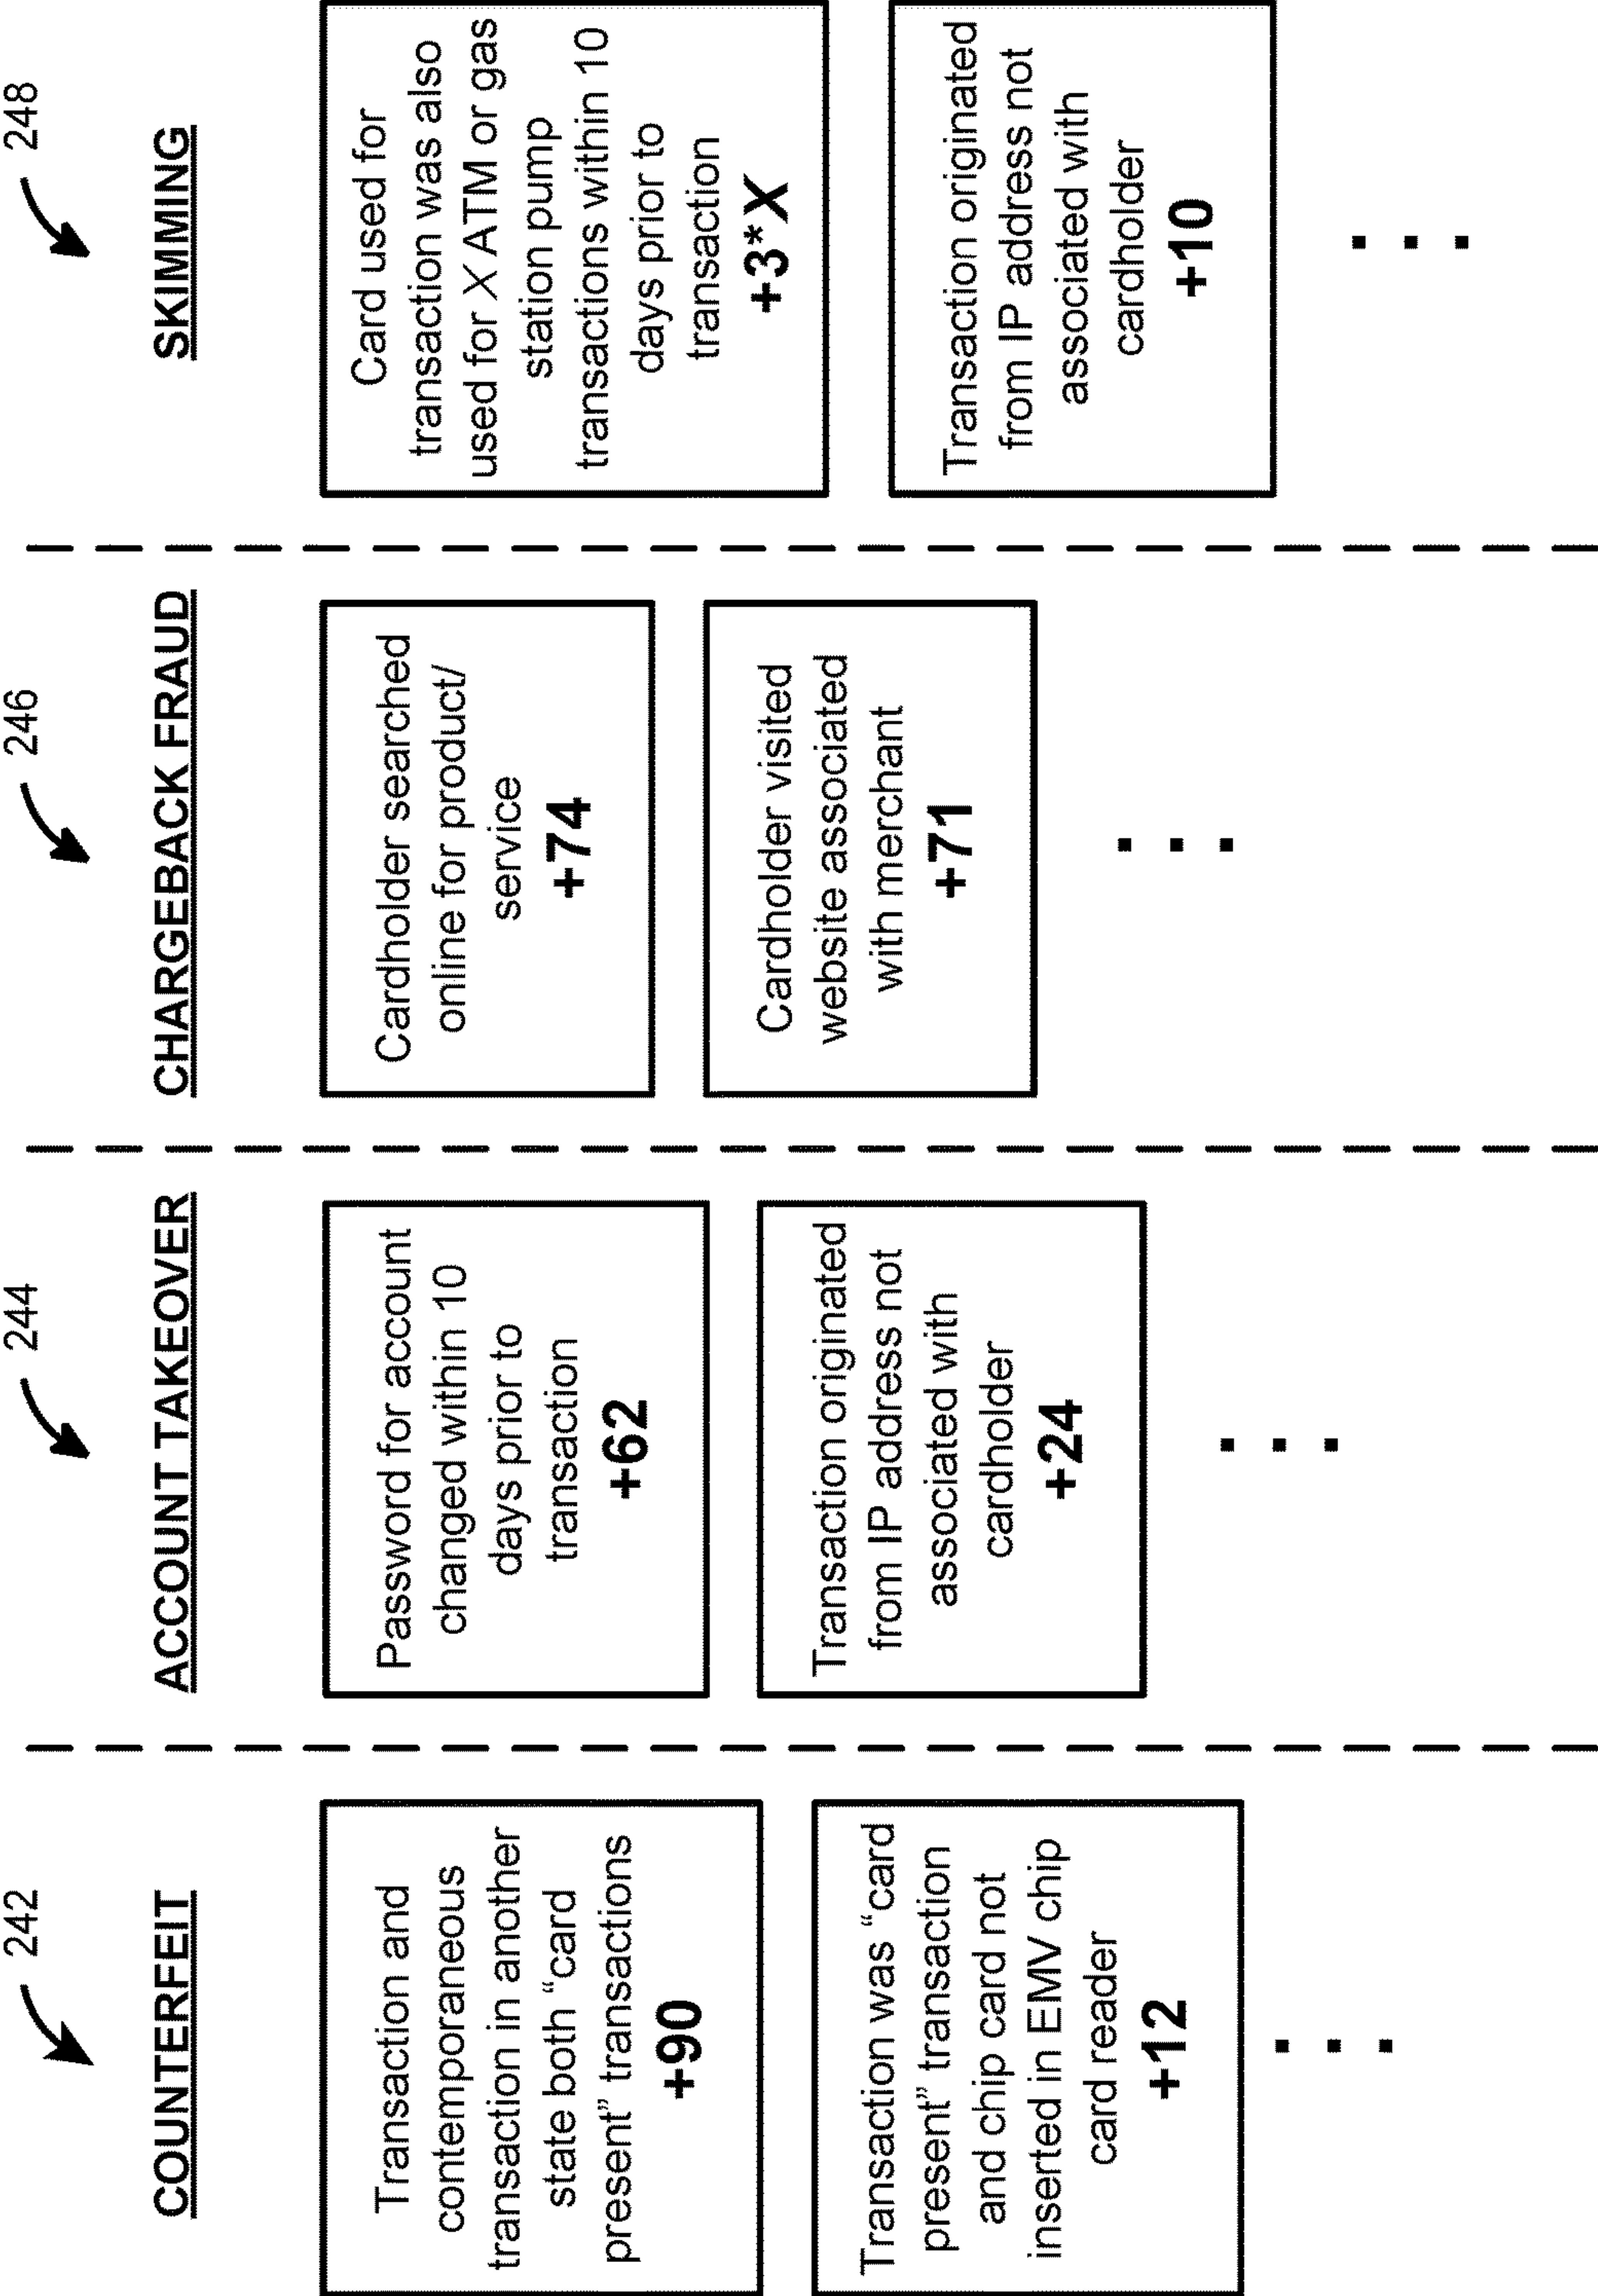 242
COUNTERFEIT
Transaction and
contemporaneous
transaction in another
state both “card
present” transactions
+90
Transaction was “card
present” transaction
and chip card not
inserted in EMV chip
card reader
+12
244
ACCOUNT TAKEOVER
Password for account
changed within 10
days prior to
transaction
+62
Transaction originated
from IP address not
associated with
cardholder
+24
246
CHARGEBACK FRAUD
Cardholder searched
online for product/
service
+74
Cardholder visited
website associated
with merchant
+71
248
SKIMMING
Card used for
transaction was also
used for X ATM or gas
station pump
transactions within 10
days prior to
transaction
+3*X
Transaction originated
from IP address not
associated with
cardholder
+10